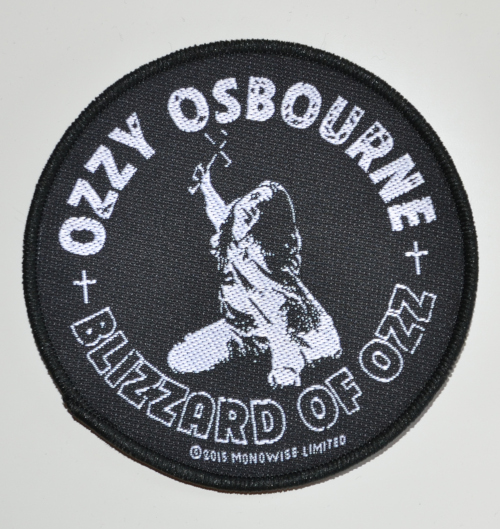 OZZY OSBOURNE
BLIZZARD OF OZZ
©2015 MONOWISE LIMITED